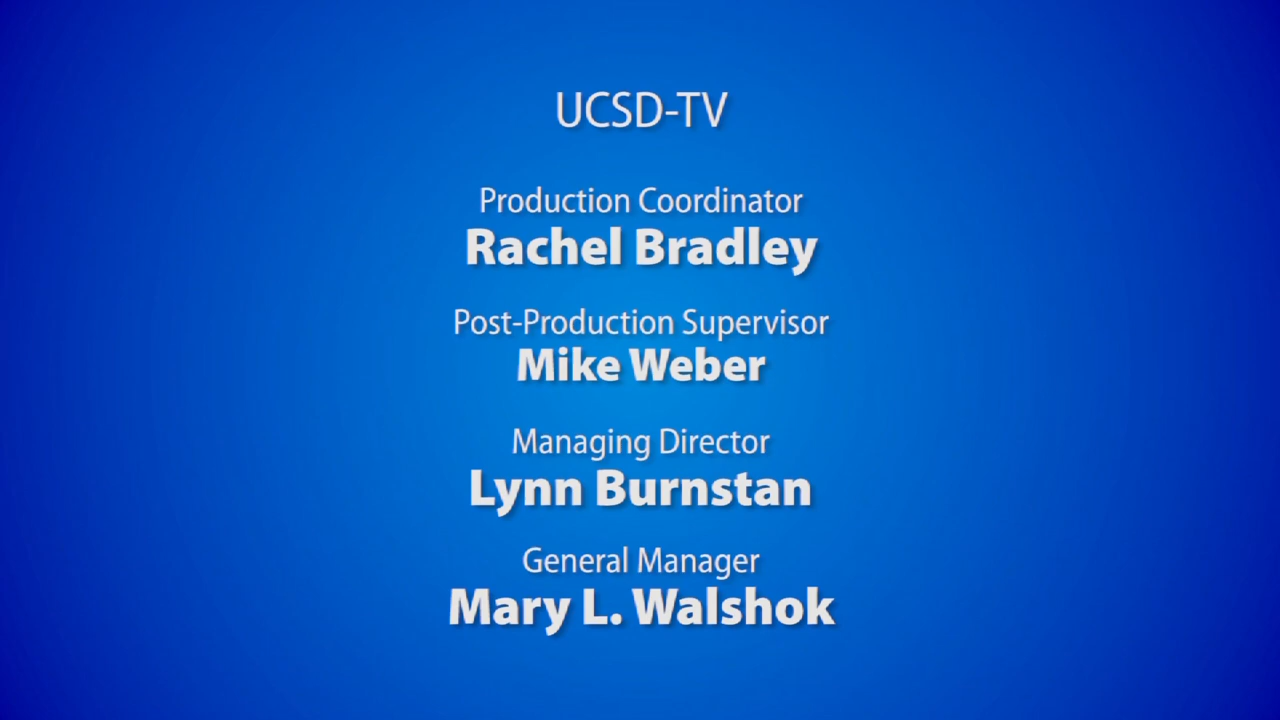 UCSD-TV
Production Coordinator
Rachel Bradley
Post-Production Supervisor
Mike Weber
Managing Director
Lynn Burnstan
General Manager
Mary L. Walshok